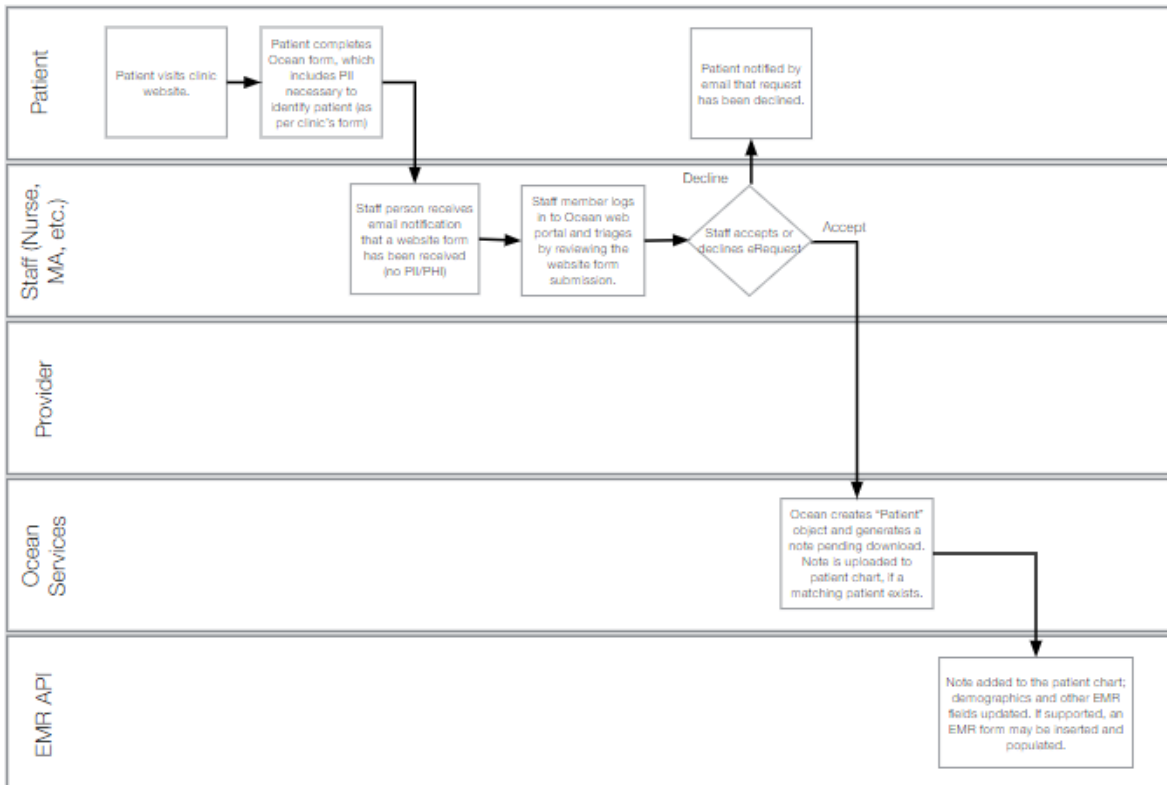 Patient
Patient visits clinic
website.
Patient completes
Ocean form, which
includes PII
necessary to
identify patient (as
per clinic's form)
Patient notified by
email that request
has been declined.
Staff (Nurse,
MA, etc.)
Staff person receives
email notification
that a website form
has been received
(no PII/PHI)
Staff member logs
in to Ocean web
portal and triages
by reviewing the
website form
submission.
Decline
Staff accepts or
declines eRequest
Accept
Provider
Ocean
Services
Ocean creates "Patient"
object and generates a
note pending download.
Note is uploaded to
patient chart, if a
matching patient exists.
EMR API
Note added to the patient chart;
demographics and other EMR
fields updated. If supported, an
EMR form may be inserted and
populated.